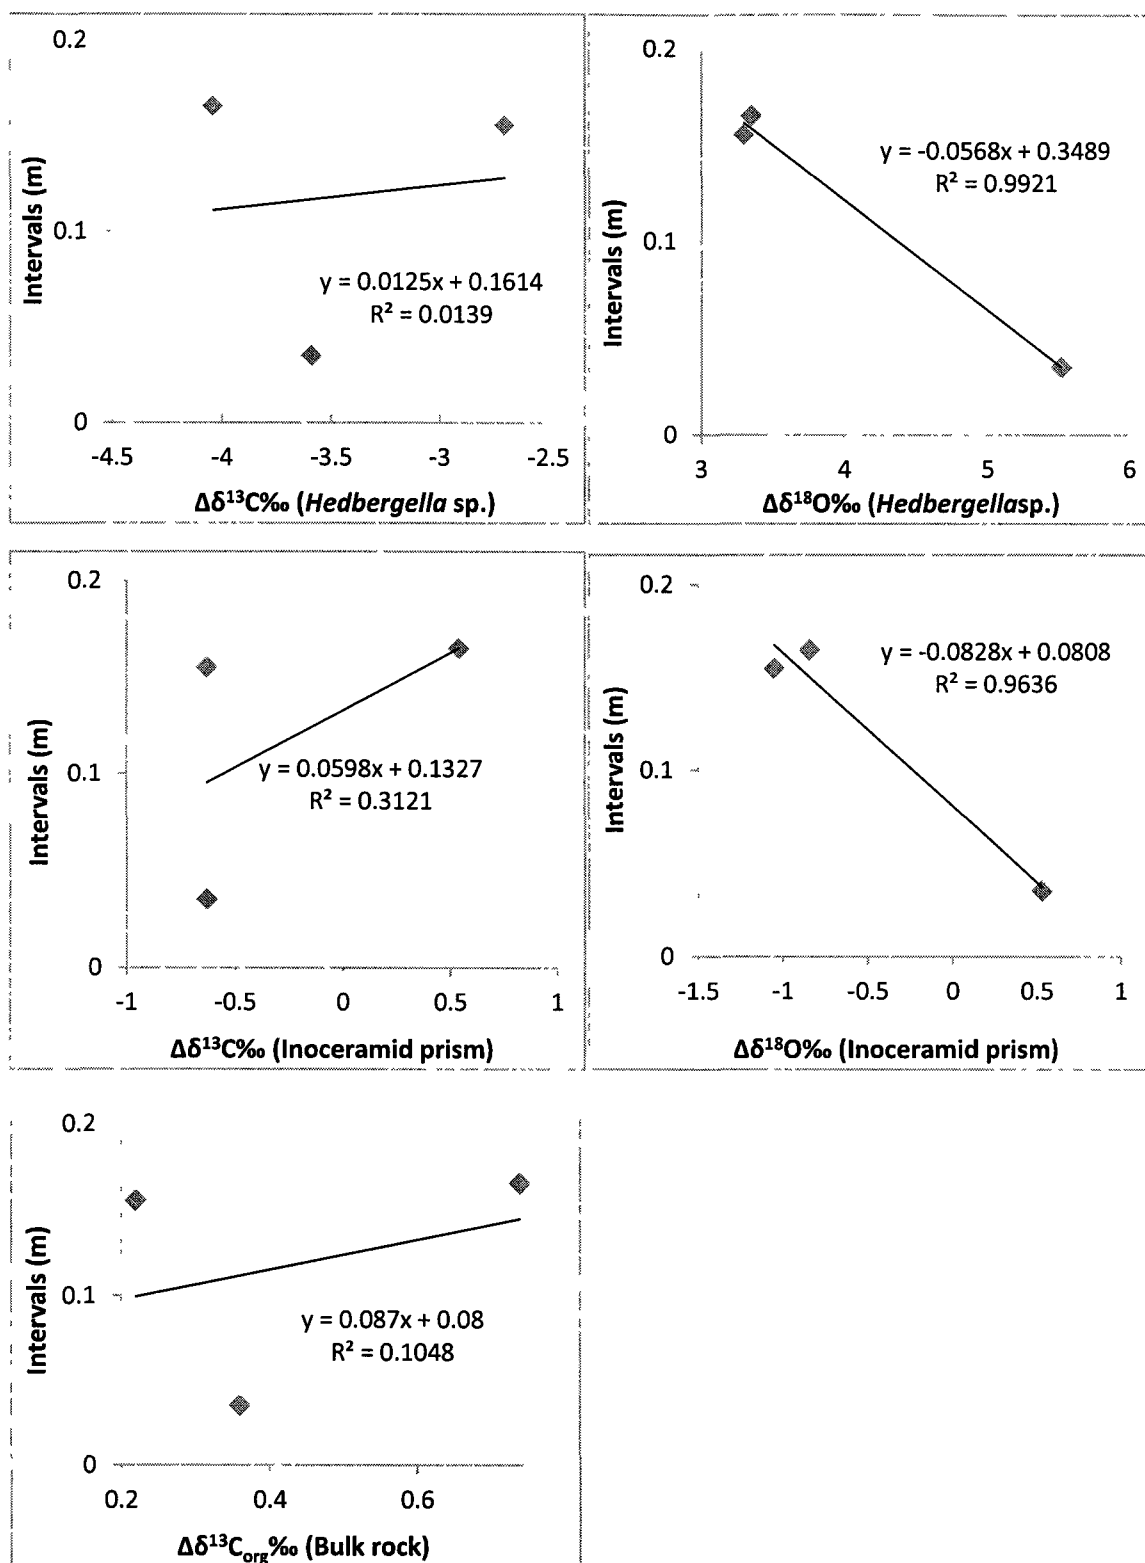 0.2
Intervals (m)
0.1
0
y = 0.0125x + 0.1614
R² = 0.0139
-4.5 -4 -3.5 -3 -2.5
Δδ¹³C‰ (Hedbergella sp.)
0.2
Intervals (m)
0.1
0
y = -0.0568x + 0.3489
R² = 0.9921
3 4 5 6
Δδ¹⁸O‰ (Hedbergellasp.)
0.2
Intervals (m)
0.1
0
y = 0.0598x + 0.1327
R² = 0.3121
-1 -0.5 0 0.5 1
Δδ¹³C‰ (Inoceramid prism)
0.2
Intervals (m)
0.1
0
y = -0.0828x + 0.0808
R² = 0.9636
-1.5 -1 -0.5 0 0.5 1
Δδ¹⁸O‰ (Inoceramid prism)
0.2
Intervals (m)
0.1
0
y = 0.087x + 0.08
R² = 0.1048
0.2 0.4 0.6
Δδ¹³Corg‰ (Bulk rock)